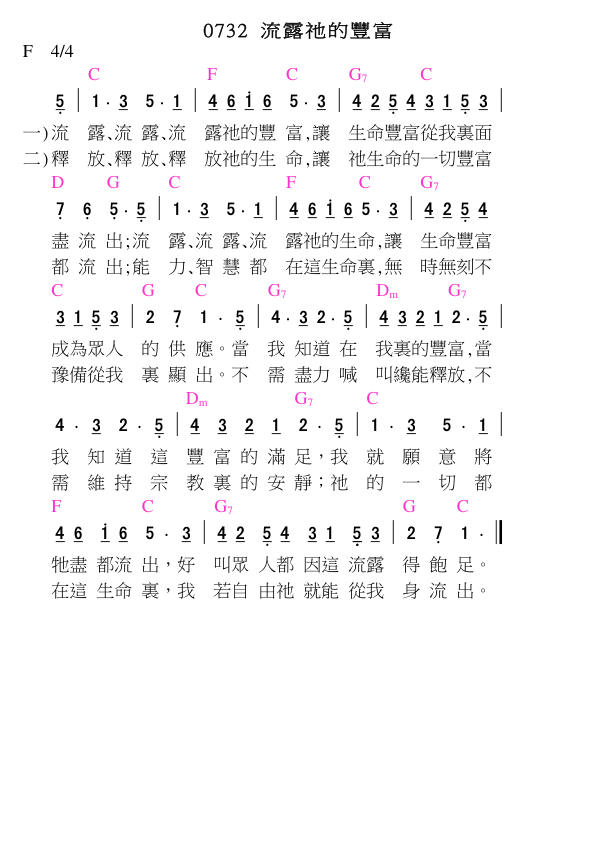 0732 流露祂的豐富
F 4/4
C F C G7 C
5 | 1 · 3 5 · 1 | 4 6 i 6 5 · 3 | 4 2 5 4 3 1 5 3 |
一)流 露、流 露、流 露祂的豐 富,讓 生命豐富從我裏面
二)釋 放、釋 放、釋 放祂的生 命,讓 祂生命的一切豐富
D G C F C G7
7 6 5 · 5 | 1 · 3 5 · 1 | 4 6 i 6 5 · 3 | 4 2 5 4
盡 流 出;流 露、流 露、流 露祂的生命,讓 生命豐富
都 流 出;能 力、智 慧 都 在這生命裏,無 時無刻不
C G C G7 Dm G7
3 1 5 3 | 2 7 1 · 5 | 4 · 3 2 · 5 | 4 3 2 1 2 · 5 |
成為眾人 的 供 應。當 我 知 道 在 我裏的豐富,當
豫備從我 裏 顯 出。不 需 盡力 喊 叫纔能釋放,不
Dm G7 C
4 · 3 2 · 5 | 4 3 2 1 2 · 5 | 1 · 3 5 · 1 |
我 知 道 這 豐 富 的 滿 足,我 就 願 意 將
需 維 持 宗 教 裏 的 安 靜;祂 的 一 切 都
F C G7 G C
4 6 i 6 5 · 3 | 4 2 5 4 3 1 5 3 | 2 7 1 · ‖
牠盡 都流 出,好 叫眾 人都 因這 流露 得 飽 足。
在這 生命 裏,我 若自 由祂 就能 從我 身 流 出。